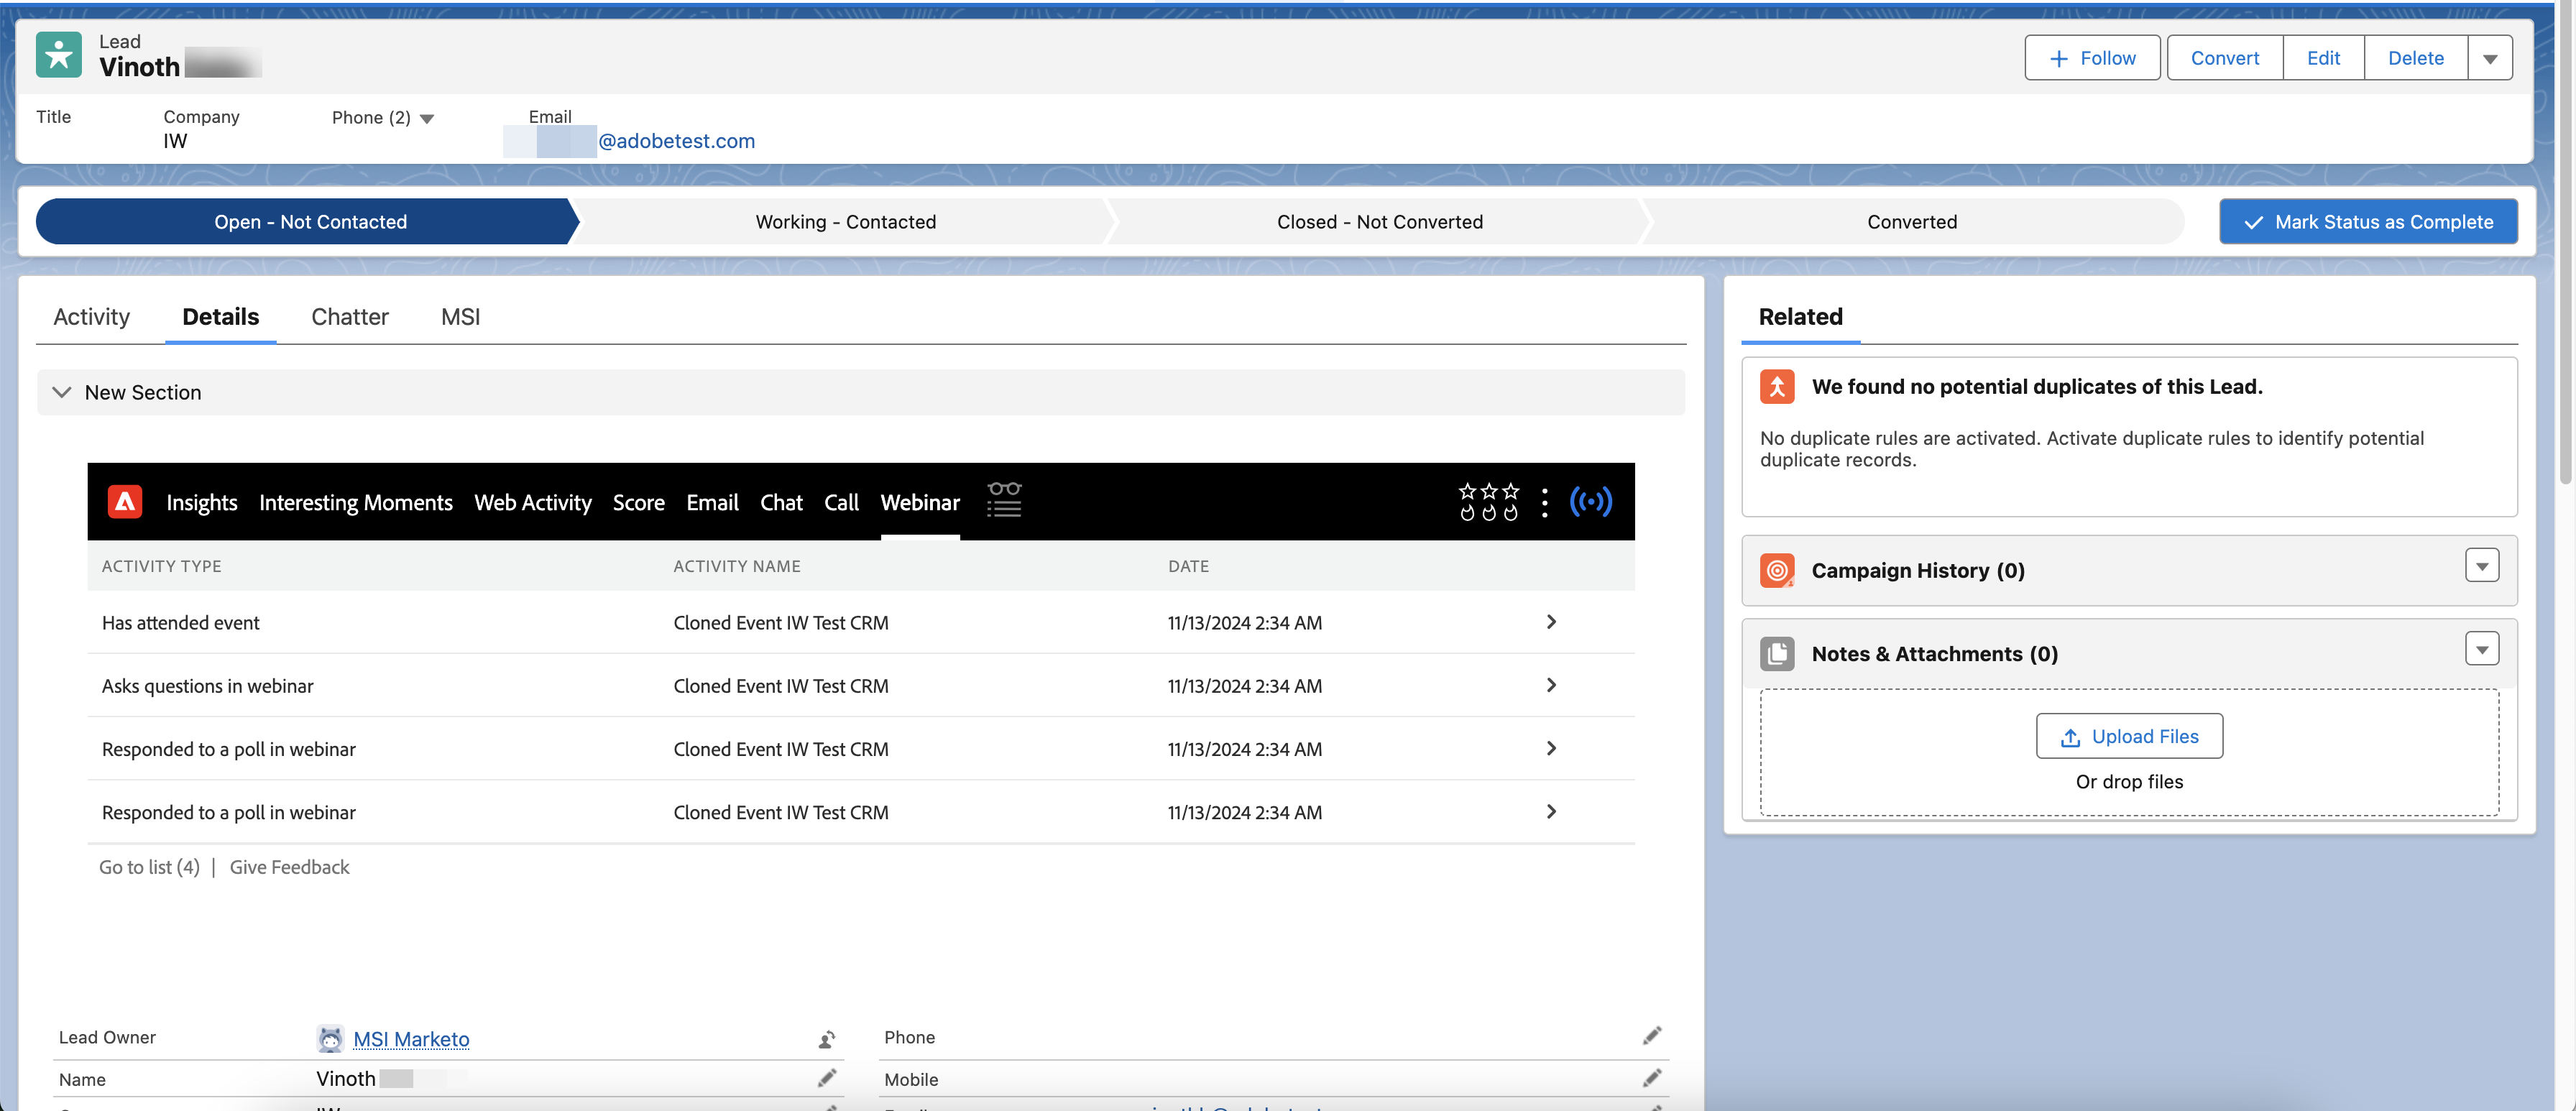 Lead
Vinoth
+ Follow
Convert
Edit
Delete
Title
Company
Phone (2)
Email
IW
@adobetest.com
Open - Not Contacted
Working - Contacted
Closed - Not Converted
Converted
Mark Status as Complete
Activity
Details
Chatter
MSI
New Section
Insights
Interesting Moments
Web Activity
Score
Email
Chat
Call
Webinar
ACTIVITY TYPE
ACTIVITY NAME
DATE
Has attended event
Cloned Event IW Test CRM
11/13/2024 2:34 AM
Asks questions in webinar
Cloned Event IW Test CRM
11/13/2024 2:34 AM
Responded to a poll in webinar
Cloned Event IW Test CRM
11/13/2024 2:34 AM
Responded to a poll in webinar
Cloned Event IW Test CRM
11/13/2024 2:34 AM
Go to list (4) | Give Feedback
Lead Owner
MSI Marketo
Phone
Name
Vinoth
Mobile
Related
We found no potential duplicates of this Lead.
No duplicate rules are activated. Activate duplicate rules to identify potential
duplicate records.
Campaign History (0)
Notes & Attachments (0)
Upload Files
Or drop files